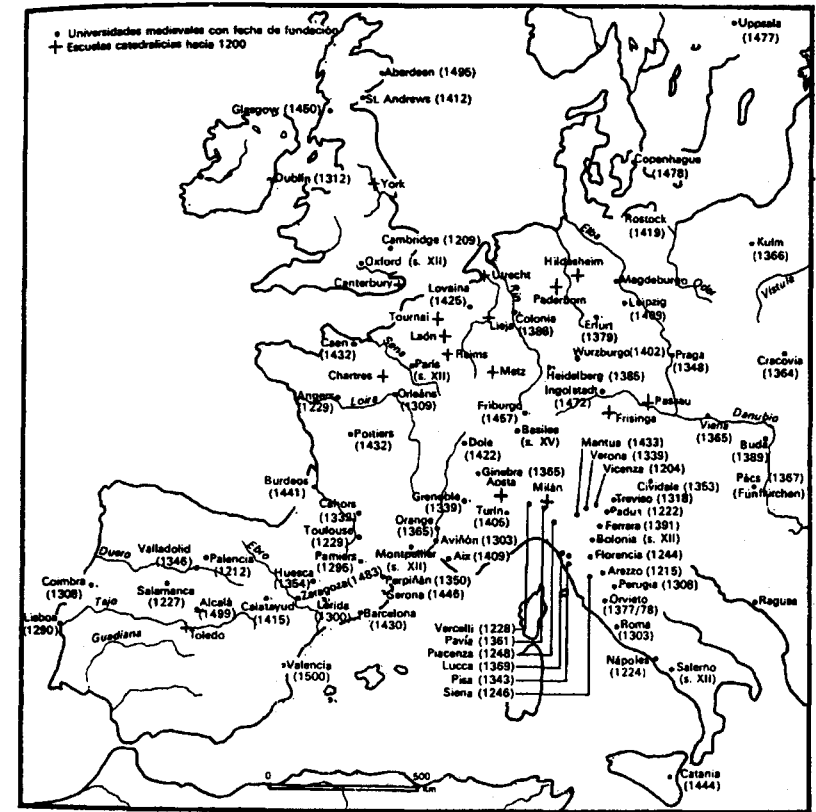 • Universidades medievales con fecha de fundación
+ Escuelas catedralicias hacia 1200
Uppsala
(1477)
Aberdeen (1495)
St. Andrews (1412)
Glasgow (1450)
Copenhague
(1478)
Dublín (1312)
York
Rostock
(1419)
Elba
Kulm
(1366)
Cambridge (1209)
Oxford (s. XII)
Canterbury
Utrecht
Hildesheim
Paderborn
Magdeburgo
Oder
Vístula
Lovaina
(1425)
Rin
Leipzig
(1409)
Tournai
Lieja
Colonia
(1388)
Erfurt
(1379)
Laón
Caen
(1432)
Sena
Reims
París
(s. XII)
Wurzburgo (1402)
Praga
(1348)
Cracovia
(1364)
Chartres
Metz
Heidelberg (1385)
Ingolstadt
(1472)
Passau
Angers
(1229)
Loira
Orleáns
(1309)
Friburgo
(1457)
Frisinga
Danubio
Viena
(1365)
Poitiers
(1432)
Dole
(1422)
Basilea
(s. XV)
Mantua (1433)
Verona (1339)
Vicenza (1204)
Buda
(1389)
Burdeos
(1441)
Ginebra (1365)
Aosta
Milán
Cividale (1353)
Pécs (1367)
(Funfkirchen)
Cahors
(1339)
Grenoble
(1339)
Turín
(1405)
Treviso (1318)
Padua (1222)
Toulouse
(1229)
Orange
(1365)
Aviñón (1303)
Ferrara (1391)
Bolonia (s. XII)
Duero
Valladolid
(1346)
Palencia
(1212)
Ebro
Pamiers
(1295)
Montpellier
(s. XII)
Aix (1409)
Florencia (1244)
Coimbra
(1308)
Salamanca
(1227)
Huesca
(1354)
Zaragoza (1483)
Perpiñán (1350)
Gerona (1446)
Arezzo (1215)
Perugia (1308)
Orvieto
(1377/78)
Ragusa
Lisboa
(1290)
Tajo
Alcalá
(1499)
Calatayud
(1415)
Lérida
(1300)
Barcelona
(1430)
Roma
(1303)
Guadiana
Toledo
Vercelli (1228)
Pavía (1361)
Piacenza (1248)
Lucca (1369)
Pisa (1343)
Siena (1246)
Nápoles
(1224)
Salerno
(s. XII)
Valencia
(1500)
0 500
Km
Catania
(1444)